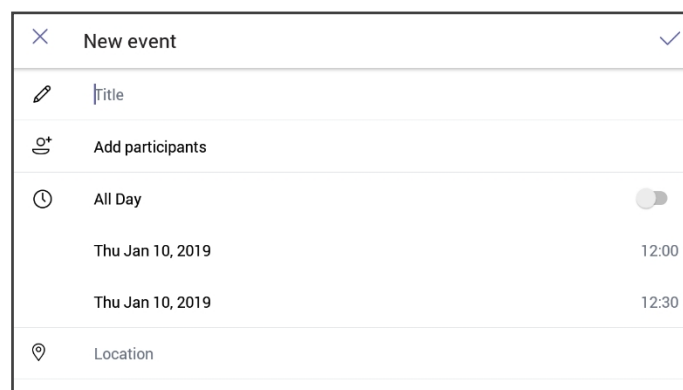 New event
Title
Add participants
All Day
Thu Jan 10, 2019 12:00
Thu Jan 10, 2019 12:30
Location